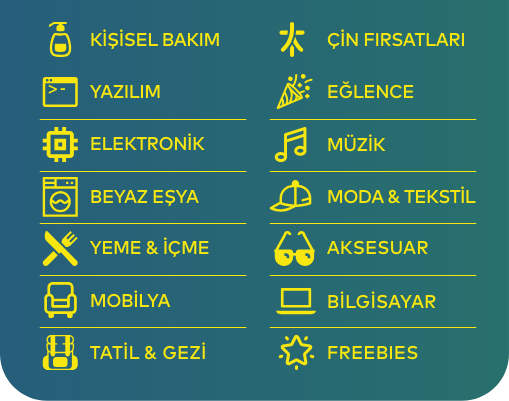 KİŞİSEL BAKIM
YAZILIM
ELEKTRONİK
BEYAZ EŞYA
YEME & İÇME
MOBİLYA
TATİL & GEZİ
ÇİN FIRSATLARI
EĞLENCE
MÜZİK
MODA & TEKSTİL
AKSESUAR
BİLGİSAYAR
FREEBIES